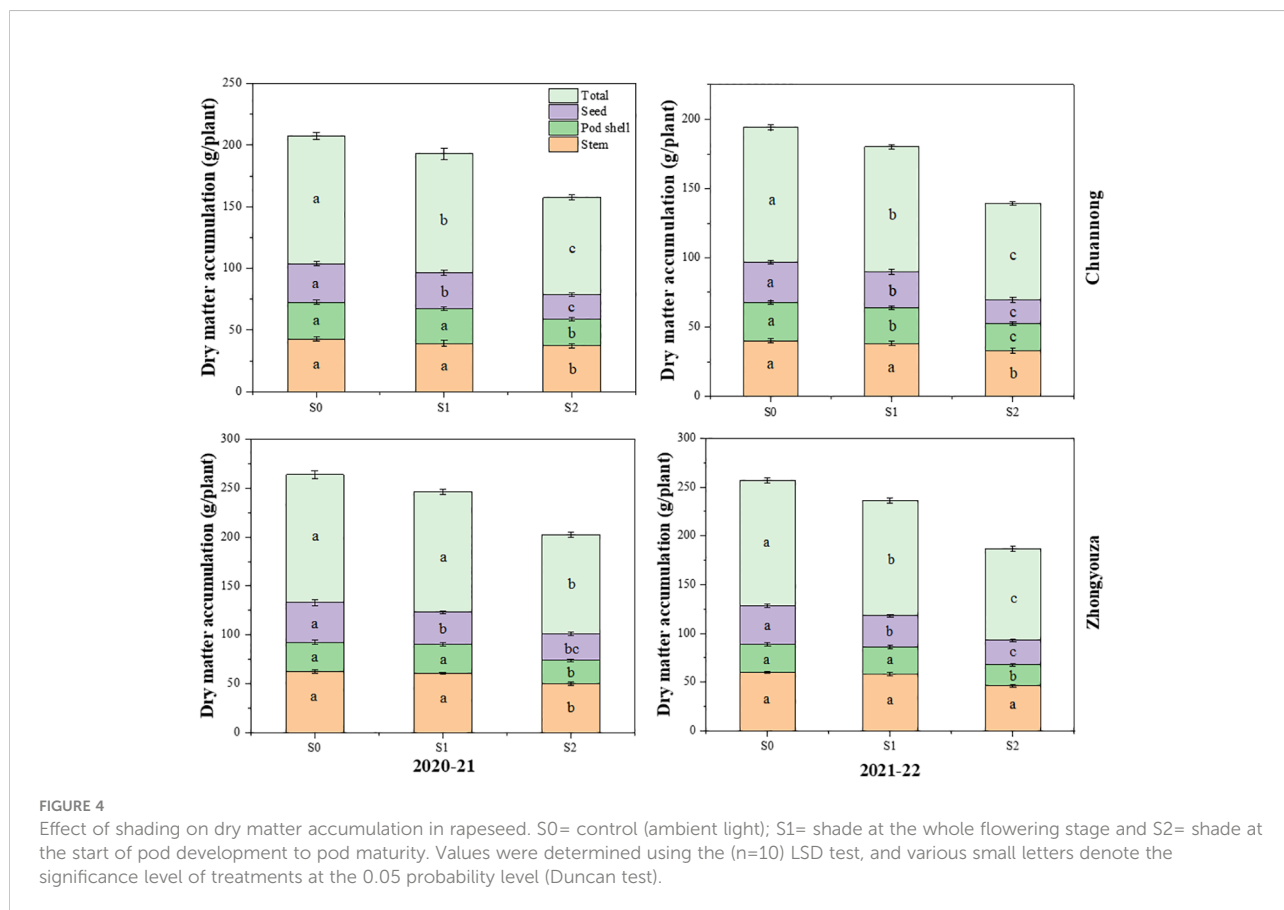 Dry matter accumulation (g/plant)
250
200
150
100
50
0
Total
Seed
Pod shell
Stem
a
b
c
a
b
c
a
a
b
a
a
b
S0
S1
S2
Dry matter accumulation (g/plant)
200
150
100
50
0
a
b
c
a
b
c
a
b
c
a
a
b
S0
S1
S2
Chuannong
Dry matter accumulation (g/plant)
300
250
200
150
100
50
0
a
a
b
a
b
bc
a
a
b
a
a
b
S0
S1
S2
2020-21
Dry matter accumulation (g/plant)
300
250
200
150
100
50
0
a
b
c
a
b
c
a
a
b
a
a
a
S0
S1
S2
2021-22
Zhongyouza
FIGURE 4
Effect of shading on dry matter accumulation in rapeseed. S0= control (ambient light); S1= shade at the whole flowering stage and S2= shade at
the start of pod development to pod maturity. Values were determined using the (n=10) LSD test, and various small letters denote the
significance level of treatments at the 0.05 probability level (Duncan test).